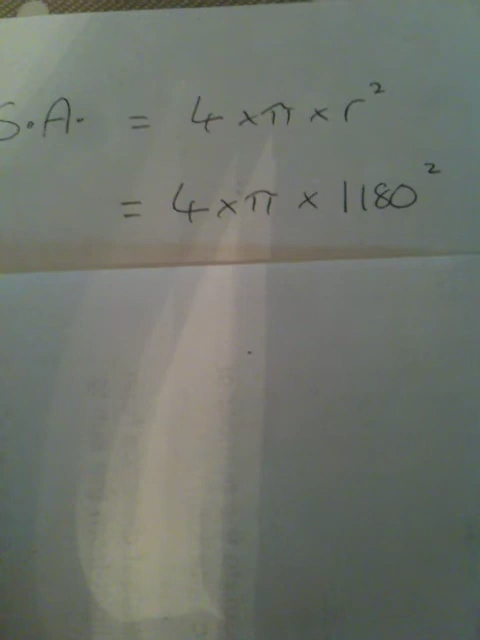 S.A. = 4 × π × r²
= 4 × π × 1180²